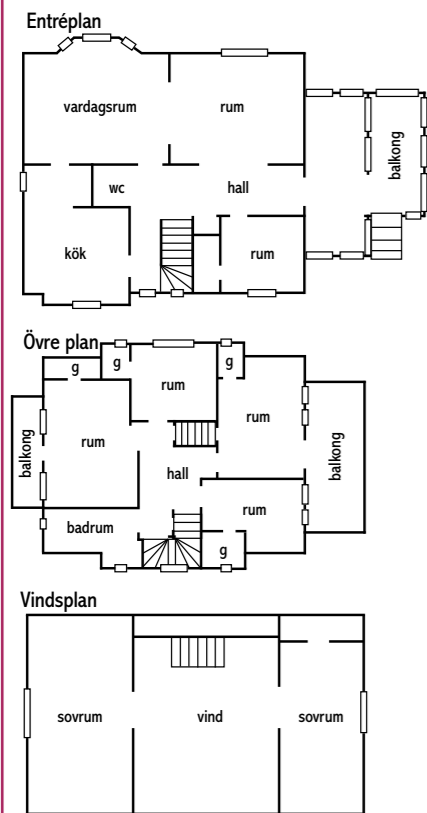 Entréplan
vardagsrum
rum
balkong
wc
hall
kök
rum
Övre plan
g
g
g
rum
rum
rum
balkong
hall
balkong
rum
badrum
g
Vindsplan
sovrum
vind
sovrum